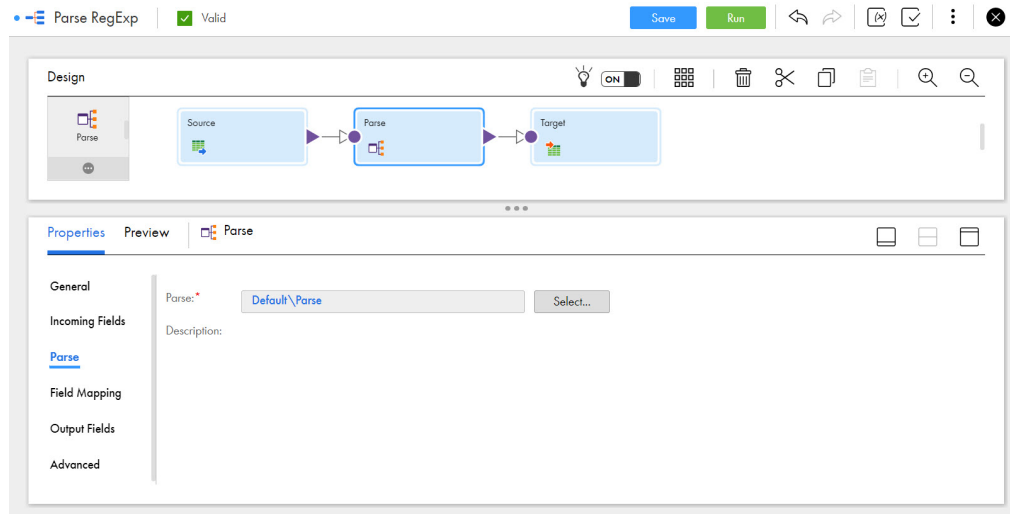 Parse RegExp
Valid
Save
Run
Design
ON
Parse
Source
Parse
Target
Properties
Preview
Parse
General
Incoming Fields
Parse
Field Mapping
Output Fields
Advanced
Parse:*
Default\Parse
Select...
Description: